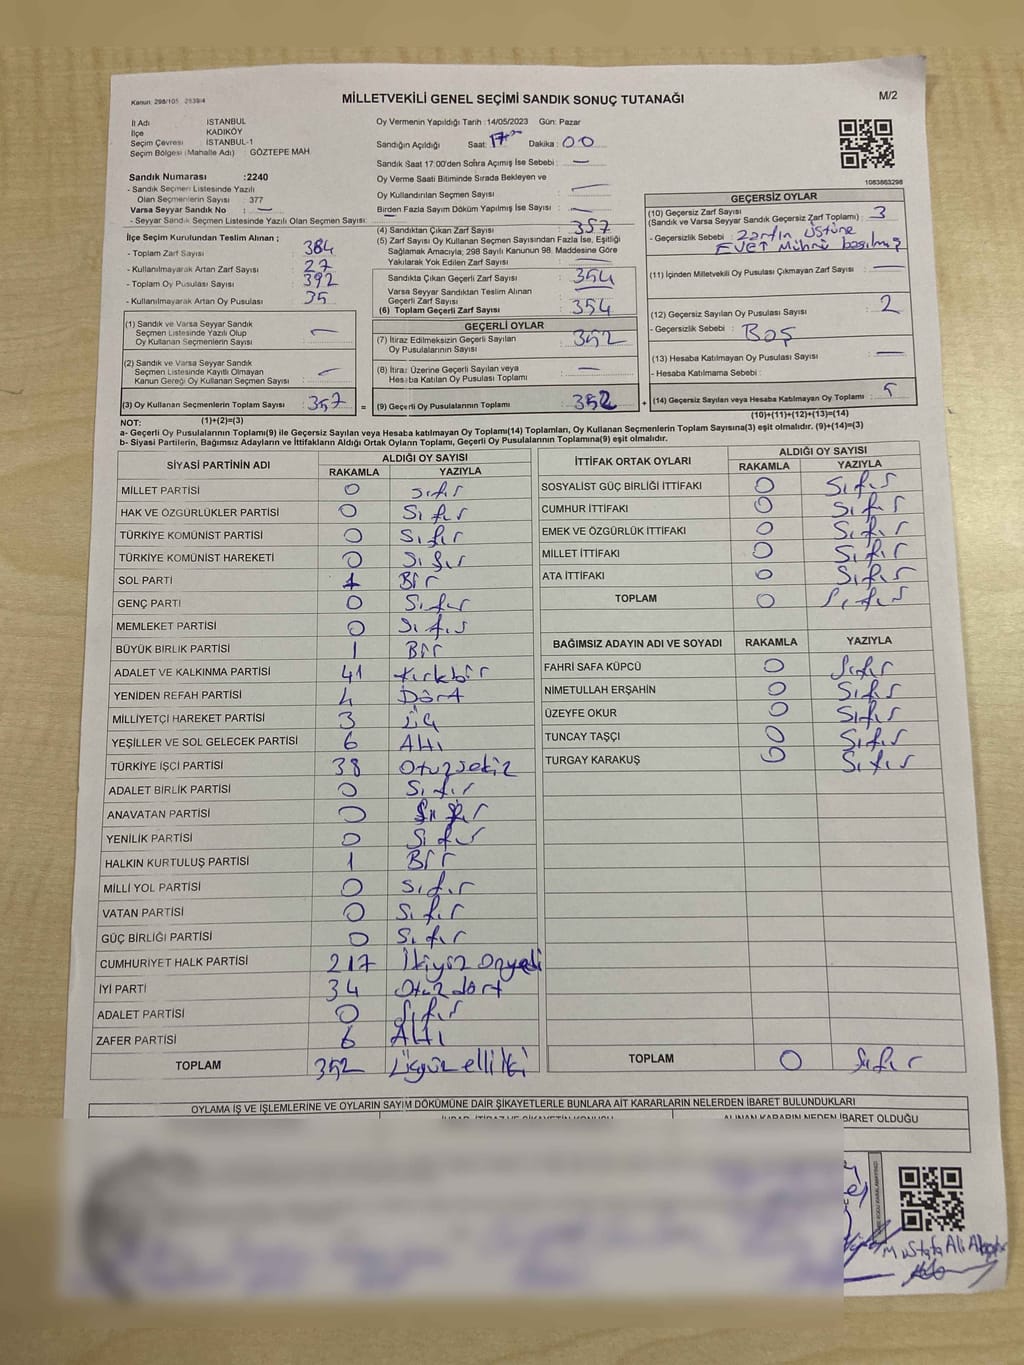 Kanun: 298/105 2839/4
MİLLETVEKİLİ GENEL SEÇİMİ SANDIK SONUÇ TUTANAĞI
M/2
İl Adı İSTANBUL
İlçe KADIKÖY
Seçim Çevresi İSTANBUL-1
Seçim Bölgesi (Mahalle Adı) : GÖZTEPE MAH
Sandık Numarası :2240
- Sandık Seçmen Listesinde Yazılı
Olan Seçmenlerin Sayısı : 377
Varsa Seyyar Sandık No : —
- Seyyar Sandık Seçmen Listesinde Yazılı Olan Seçmen Sayısı: —
İlçe Seçim Kurulundan Teslim Alınan ;
- Toplam Zarf Sayısı : 384
- Kullanılmayarak Artan Zarf Sayısı : 27
- Toplam Oy Pusulası Sayısı : 392
- Kullanılmayarak Artan Oy Pusulası : 35
(1) Sandık ve Varsa Seyyar Sandık
Seçmen Listesinde Yazılı Olup
Oy Kullanan Seçmenlerin Sayısı : —
(2) Sandık ve Varsa Seyyar Sandık
Seçmen Listesinde Kayıtlı Olmayan
Kanun Gereği Oy Kullanan Seçmen Sayısı : —
(3) Oy Kullanan Seçmenlerin Toplam Sayısı : 357 =
(1)+(2)=(3)
Oy Vermenin Yapıldığı Tarih :14/05/2023 Gün: Pazar
Sandığın Açıldığı Saat: 17 00 Dakika: 00
Sandık Saat 17:00'den Sonra Açılmış İse Sebebi : —
Oy Verme Saati Bitiminde Sırada Bekleyen ve
Oy Kullandırılan Seçmen Sayısı : —
Birden Fazla Sayım Döküm Yapılmış İse Sayısı : —
(4) Sandıktan Çıkan Zarf Sayısı : 357
(5) Zarf Sayısı Oy Kullanan Seçmen Sayısından Fazla İse, Eşitliği
Sağlamak Amacıyla; 298 Sayılı Kanunun 98. Maddesine Göre
Yakılarak Yok Edilen Zarf Sayısı : —
Sandıkta Çıkan Geçerli Zarf Sayısı : 354
Varsa Seyyar Sandıktan Teslim Alınan
Geçerli Zarf Sayısı : —
(6) Toplam Geçerli Zarf Sayısı : 354
GEÇERLİ OYLAR
(7) İtiraz Edilmeksizin Geçerli Sayılan
Oy Pusulalarının Sayısı : 352
(8) İtiraz Üzerine Geçerli Sayılan veya
Hesaba Katılan Oy Pusulası Toplamı : —
(9) Geçerli Oy Pusulalarının Toplamı : 352 +
1083863298
GEÇERSİZ OYLAR
(10) Geçersiz Zarf Sayısı
(Sandık ve Varsa Seyyar Sandık Geçersiz Zarf Toplamı) : 3
- Geçersizlik Sebebi : Zarfın Üstüne
EVET Mührü basılmış
(11) İçinden Milletvekili Oy Pusulası Çıkmayan Zarf Sayısı : —
(12) Geçersiz Sayılan Oy Pusulası Sayısı : 2
- Geçersizlik Sebebi : Boş
(13) Hesaba Katılmayan Oy Pusulası Sayısı : —
- Hesaba Katılmama Sebebi :
(14) Geçersiz Sayılan veya Hesaba Katılmayan Oy Toplamı : 5
(10)+(11)+(12)+(13)=(14)
NOT:
a- Geçerli Oy Pusulalarının Toplamı(9) ile Geçersiz Sayılan veya Hesaba katılmayan Oy Toplamı(14) Toplamları, Oy Kullanan Seçmenlerin Toplam Sayısına(3) eşit olmalıdır. (9)+(14)=(3)
b- Siyasi Partilerin, Bağımsız Adayların ve İttifakların Aldığı Ortak Oyların Toplamı, Geçerli Oy Pusulalarının Toplamına(9) eşit olmalıdır.
SİYASİ PARTİNİN ADI ALDIĞI OY SAYISI
RAKAMLA YAZIYLA
MİLLET PARTİSİ 0 sıfır
HAK VE ÖZGÜRLÜKLER PARTİSİ 0 Sıfır
TÜRKİYE KOMÜNİST PARTİSİ 0 Sıfır
TÜRKİYE KOMÜNİST HAREKETİ 0 Sıfır
SOL PARTİ 1 Bir
GENÇ PARTİ 0 Sıfır
MEMLEKET PARTİSİ 0 Sıfır
BÜYÜK BİRLİK PARTİSİ 1 Bir
ADALET VE KALKINMA PARTİSİ 41 Kırkbir
YENİDEN REFAH PARTİSİ 4 Dört
MİLLİYETÇİ HAREKET PARTİSİ 3 Üç
YEŞİLLER VE SOL GELECEK PARTİSİ 6 Altı
TÜRKİYE İŞÇİ PARTİSİ 38 Otuzsekiz
ADALET BİRLİK PARTİSİ 0 Sıfır
ANAVATAN PARTİSİ 0 Sıfır
YENİLİK PARTİSİ 0 Sıfır
HALKIN KURTULUŞ PARTİSİ 1 Bir
MİLLİ YOL PARTİSİ 0 Sıfır
VATAN PARTİSİ 0 Sıfır
GÜÇ BİRLİĞİ PARTİSİ 0 Sıfır
CUMHURİYET HALK PARTİSİ 217 İkiyüz Onyedi
İYİ PARTİ 34 Otuz dört
ADALET PARTİSİ 0 Sıfır
ZAFER PARTİSİ 6 Altı
TOPLAM 352 Üçyüz elli iki
İTTİFAK ORTAK OYLARI ALDIĞI OY SAYISI
RAKAMLA YAZIYLA
SOSYALİST GÜÇ BİRLİĞİ İTTİFAKI 0 Sıfır
CUMHUR İTTİFAKI 0 Sıfır
EMEK VE ÖZGÜRLÜK İTTİFAKI 0 Sıfır
MİLLET İTTİFAKI 0 Sıfır
ATA İTTİFAKI 0 Sıfır
TOPLAM 0 Sıfır
BAĞIMSIZ ADAYIN ADI VE SOYADI RAKAMLA YAZIYLA
FAHRİ SAFA KÜPCÜ 0 Sıfır
NİMETULLAH ERŞAHİN 0 Sıfır
ÜZEYFE OKUR 0 Sıfır
TUNCAY TAŞÇI 0 Sıfır
TURGAY KARAKUŞ 0 Sıfır
TOPLAM 0 Sıfır
OYLAMA İŞ VE İŞLEMLERİNE VE OYLARIN SAYIM DÖKÜMÜNE DAİR ŞİKAYETLERLE BUNLARA AİT KARARLARIN NELERDEN İBARET BULUNDUKLARI
İHBAR, İTİRAZ VE ŞİKAYETİN KONUSU ALINAN KARARIN NEDEN İBARET OLDUĞU
Mustafa Ali